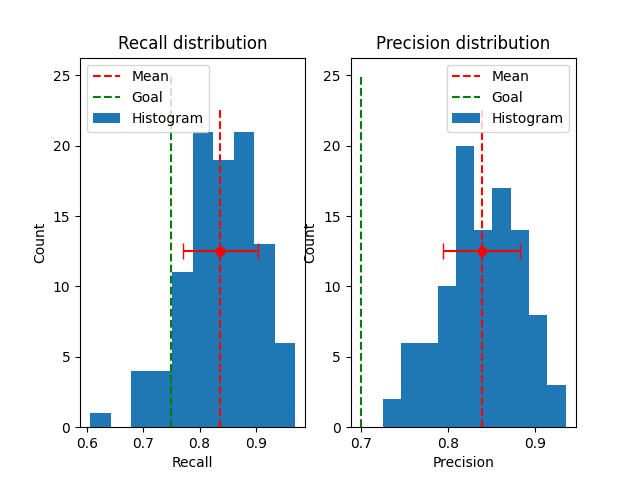 Recall distribution
25
20
15
10
5
0
Count
Mean
Goal
Histogram
0.6 0.7 0.8 0.9
Recall
Precision distribution
25
20
15
10
5
0
Count
Mean
Goal
Histogram
0.7 0.8 0.9
Precision